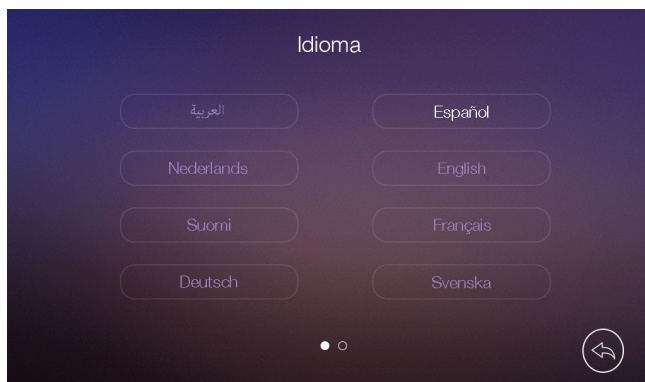 Idioma
العربية
Español
Nederlands
English
Suomi
Français
Deutsch
Svenska